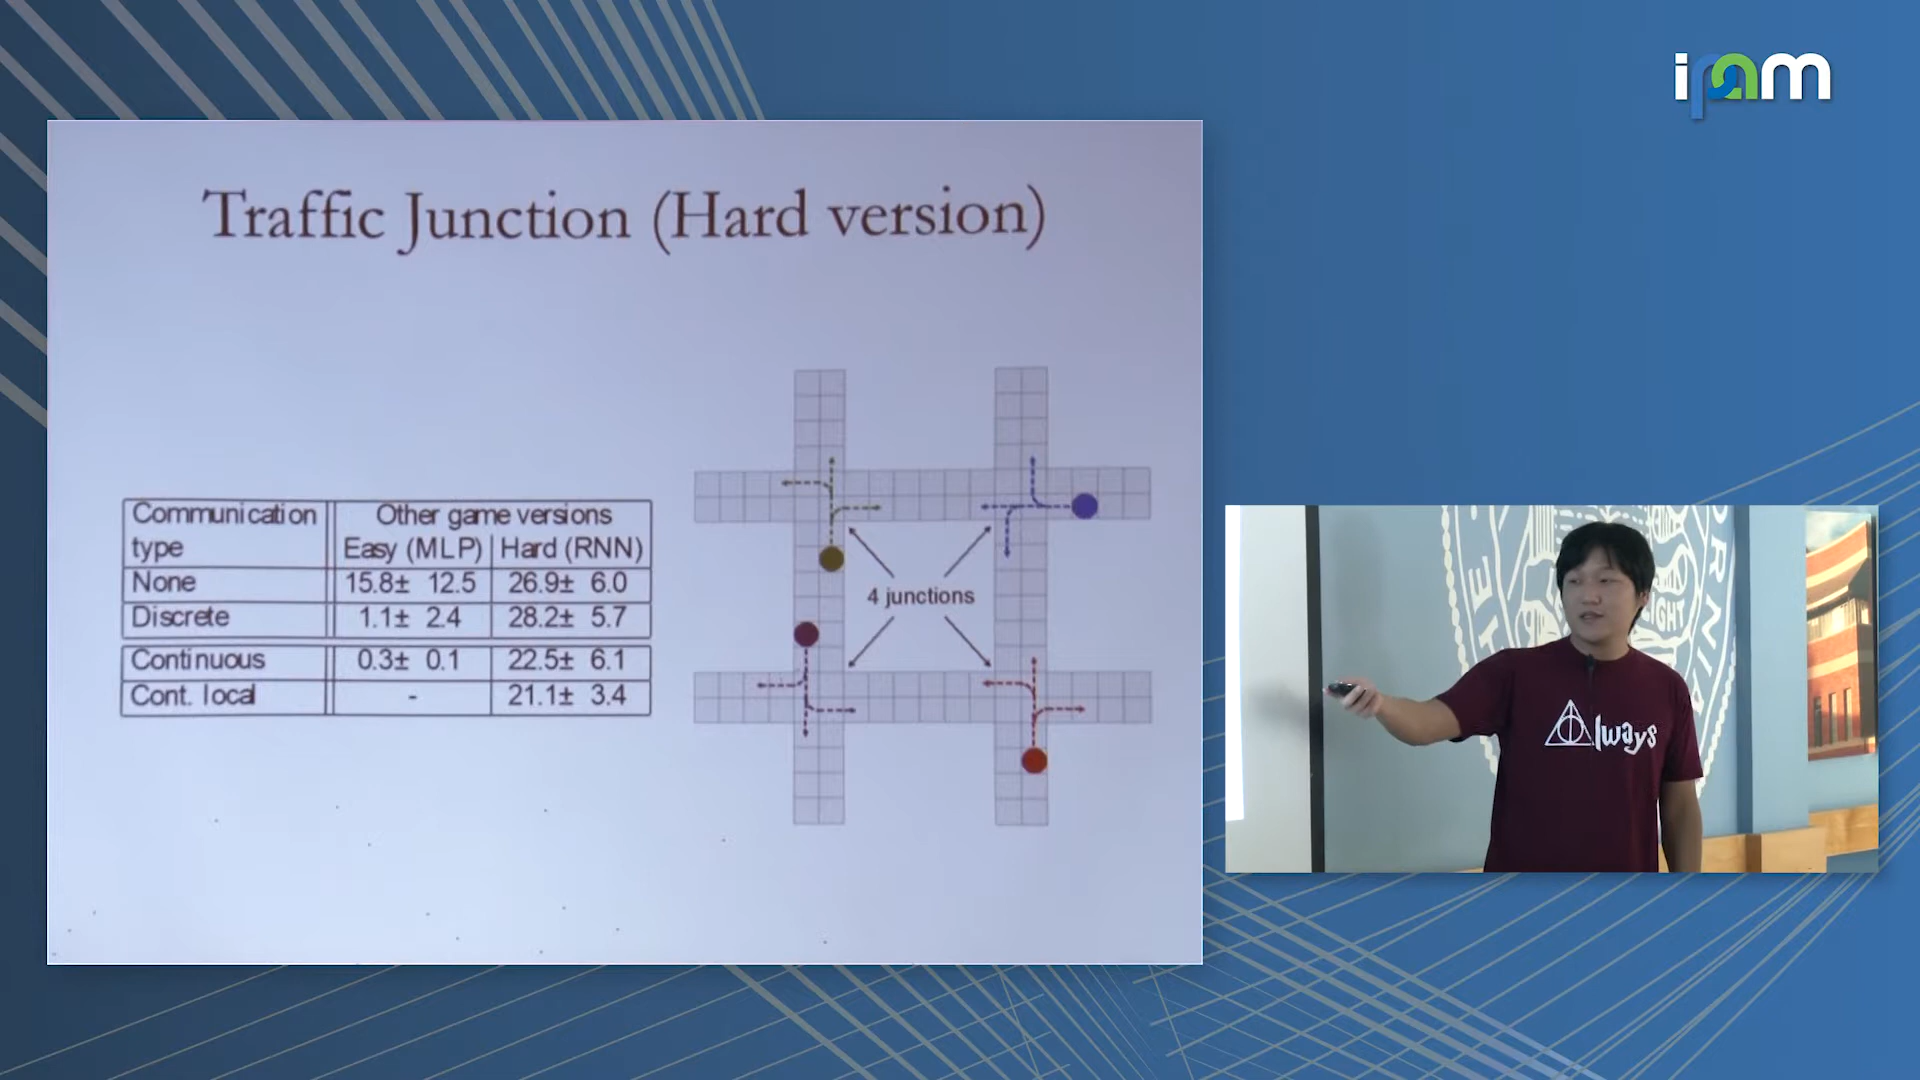 ipam
Traffic Junction (Hard version)
Communication type
Other game versions
Easy (MLP) Hard (RNN)
None 15.8± 12.5 26.9± 6.0
Discrete 1.1± 2.4 28.2± 5.7
Continuous 0.3± 0.1 22.5± 6.1
Cont. local - 21.1± 3.4
4 junctions
Always